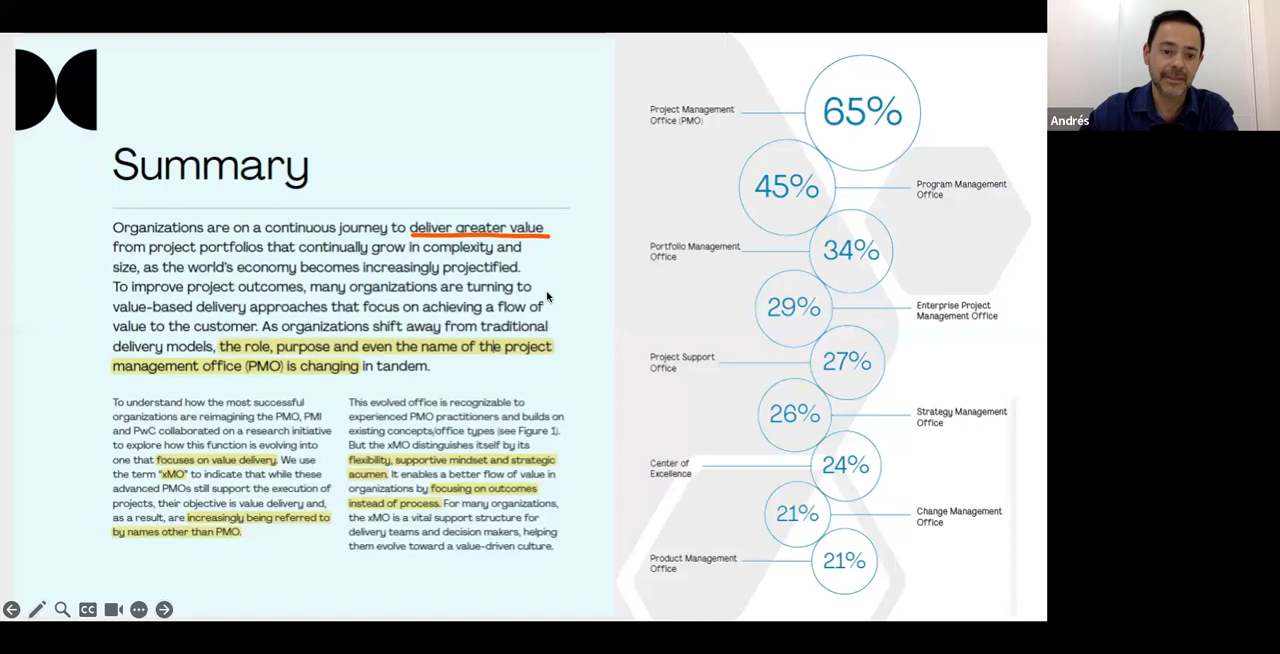 Summary
Organizations are on a continuous journey to deliver greater value
from project portfolios that continually grow in complexity and
size, as the world's economy becomes increasingly projectified.
To improve project outcomes, many organizations are turning to
value-based delivery approaches that focus on achieving a flow of
value to the customer. As organizations shift away from traditional
delivery models, the role, purpose and even the name of the project
management office (PMO) is changing in tandem.
To understand how the most successful
organizations are reimagining the PMO, PMI
and PwC collaborated on a research initiative
to explore how this function is evolving into
one that focuses on value delivery. We use
the term "xMO" to indicate that while these
advanced PMOs still support the execution of
projects, their objective is value delivery and,
as a result, are increasingly being referred to
by names other than PMO.
This evolved office is recognizable to
experienced PMO practitioners and builds on
existing concepts/office types (see Figure 1).
But the xMO distinguishes itself by its
flexibility, supportive mindset and strategic
acumen. It enables a better flow of value in
organizations by focusing on outcomes
instead of process. For many organizations,
the xMO is a vital support structure for
delivery teams and decision makers, helping
them evolve toward a value-driven culture.
Project Management
Office (PMO)
65%
45%
Program Management
Office
Portfolio Management
Office
34%
29%
Enterprise Project
Management Office
Project Support
Office
27%
26%
Strategy Management
Office
Center of
Excellence
24%
21%
Change Management
Office
Product Management
Office
21%
CC
Andrés